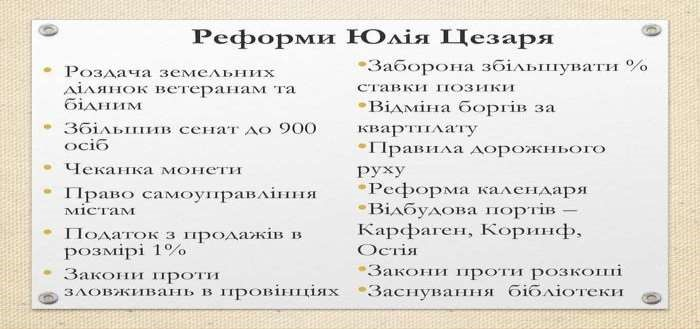 Реформи Юлія Цезаря
• Роздача земельних
ділянок ветеранам та
бідним
• Збільшив сенат до 900
осіб
• Чеканка монети
• Право самоуправління
містам
• Податок з продажів в
розмірі 1%
• Закони проти
зловживань в провінціях
•Заборона збільшувати %
ставки позики
•Відміна боргів за
квартплату
•Правила дорожнього
руху
•Реформа календаря
•Відбудова портів –
Карфаген, Коринф,
Остія
•Закони проти розкоші
•Заснування бібліотеки